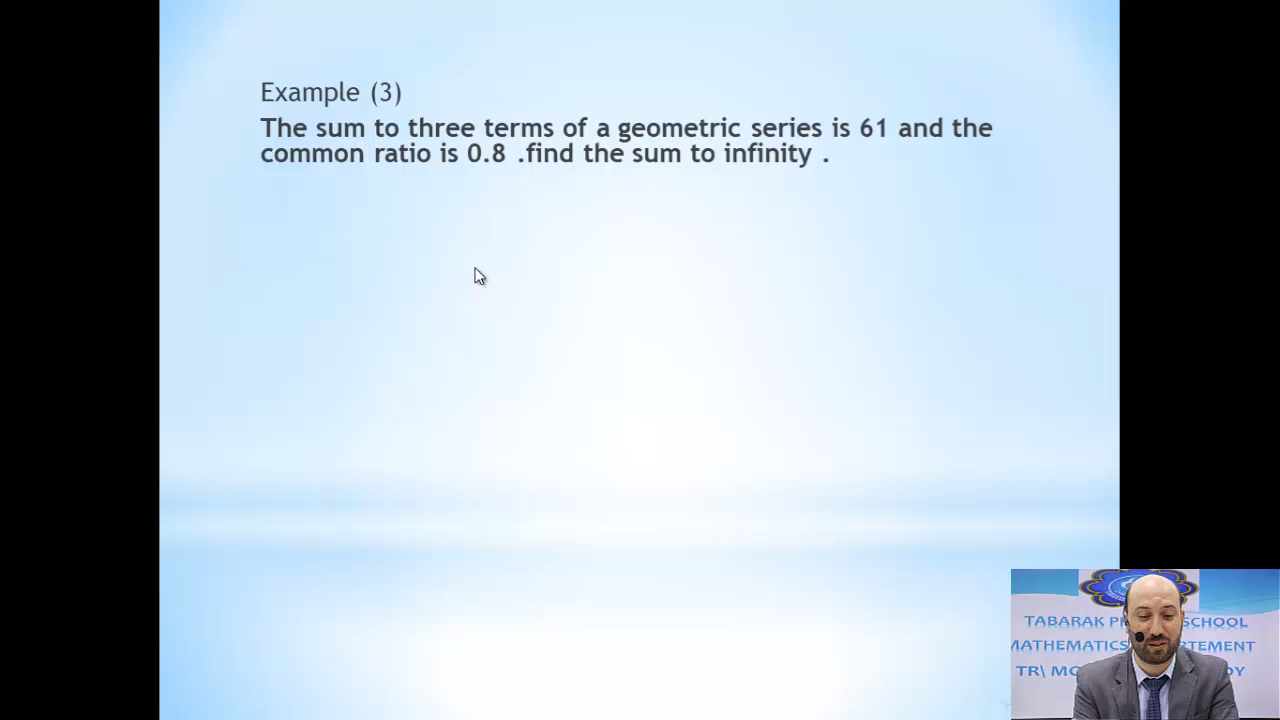 Example (3)
The sum to three terms of a geometric series is 61 and the
common ratio is 0.8 .find the sum to infinity .
TABARAK SCHOOL
MATHEMATICS
TR\